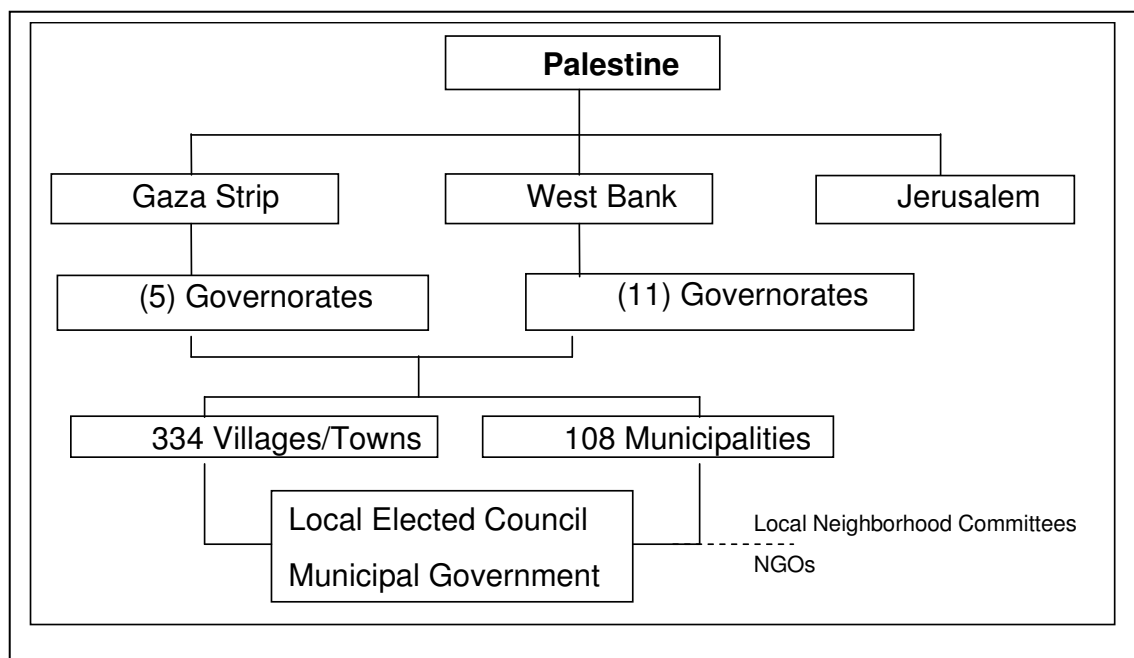 Palestine
Gaza Strip
West Bank
Jerusalem
(5) Governorates
(11) Governorates
334 Villages/Towns
108 Municipalities
Local Elected Council
Municipal Government
Local Neighborhood Committees
NGOs